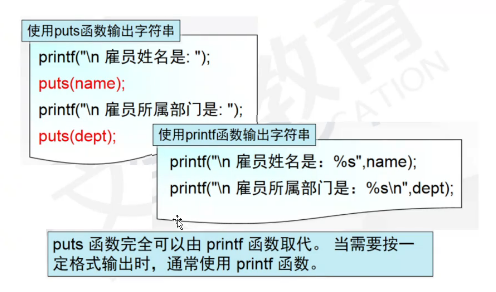 使用puts函数输出字符串
printf("\n 雇员姓名是: ");
puts(name);
printf("\n 雇员所属部门是: ");
puts(dept);
使用printf函数输出字符串
printf("\n 雇员姓名是：%s",name);
printf("\n 雇员所属部门是：%s\n",dept);
puts 函数完全可以由 printf 函数取代。 当需要按一
定格式输出时，通常使用 printf 函数。